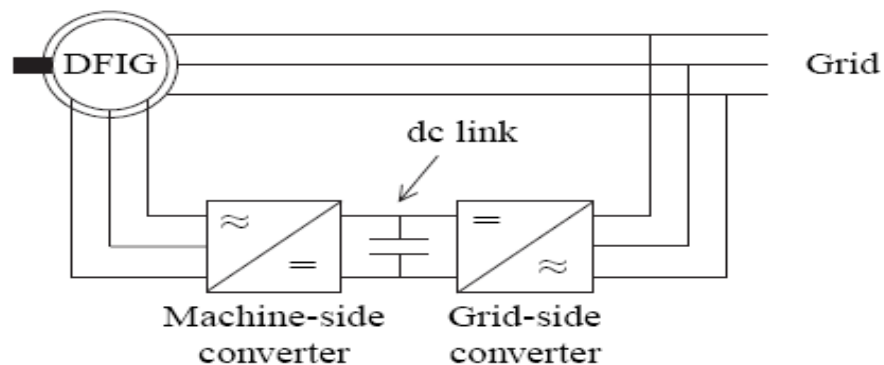 DFIG
Grid
dc link
≈
=
=
≈
Machine-side
converter
Grid-side
converter